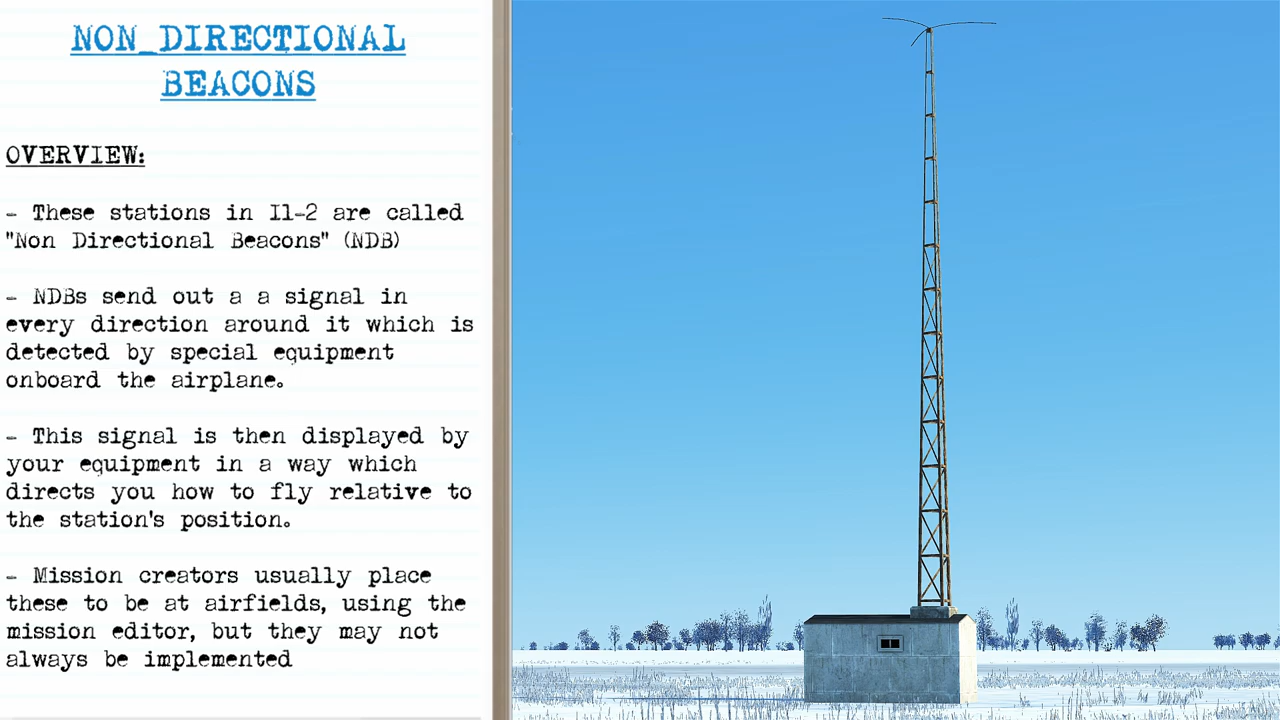 NON_DIRECTIONAL
BEACONS
OVERVIEW:
- These stations in Il-2 are called
"Non Directional Beacons" (NDB)
- NDBs send out a a signal in
every direction around it which is
detected by special equipment
onboard the airplane.
- This signal is then displayed by
your equipment in a way which
directs you how to fly relative to
the station's position.
- Mission creators usually place
these to be at airfields, using the
mission editor, but they may not
always be implemented